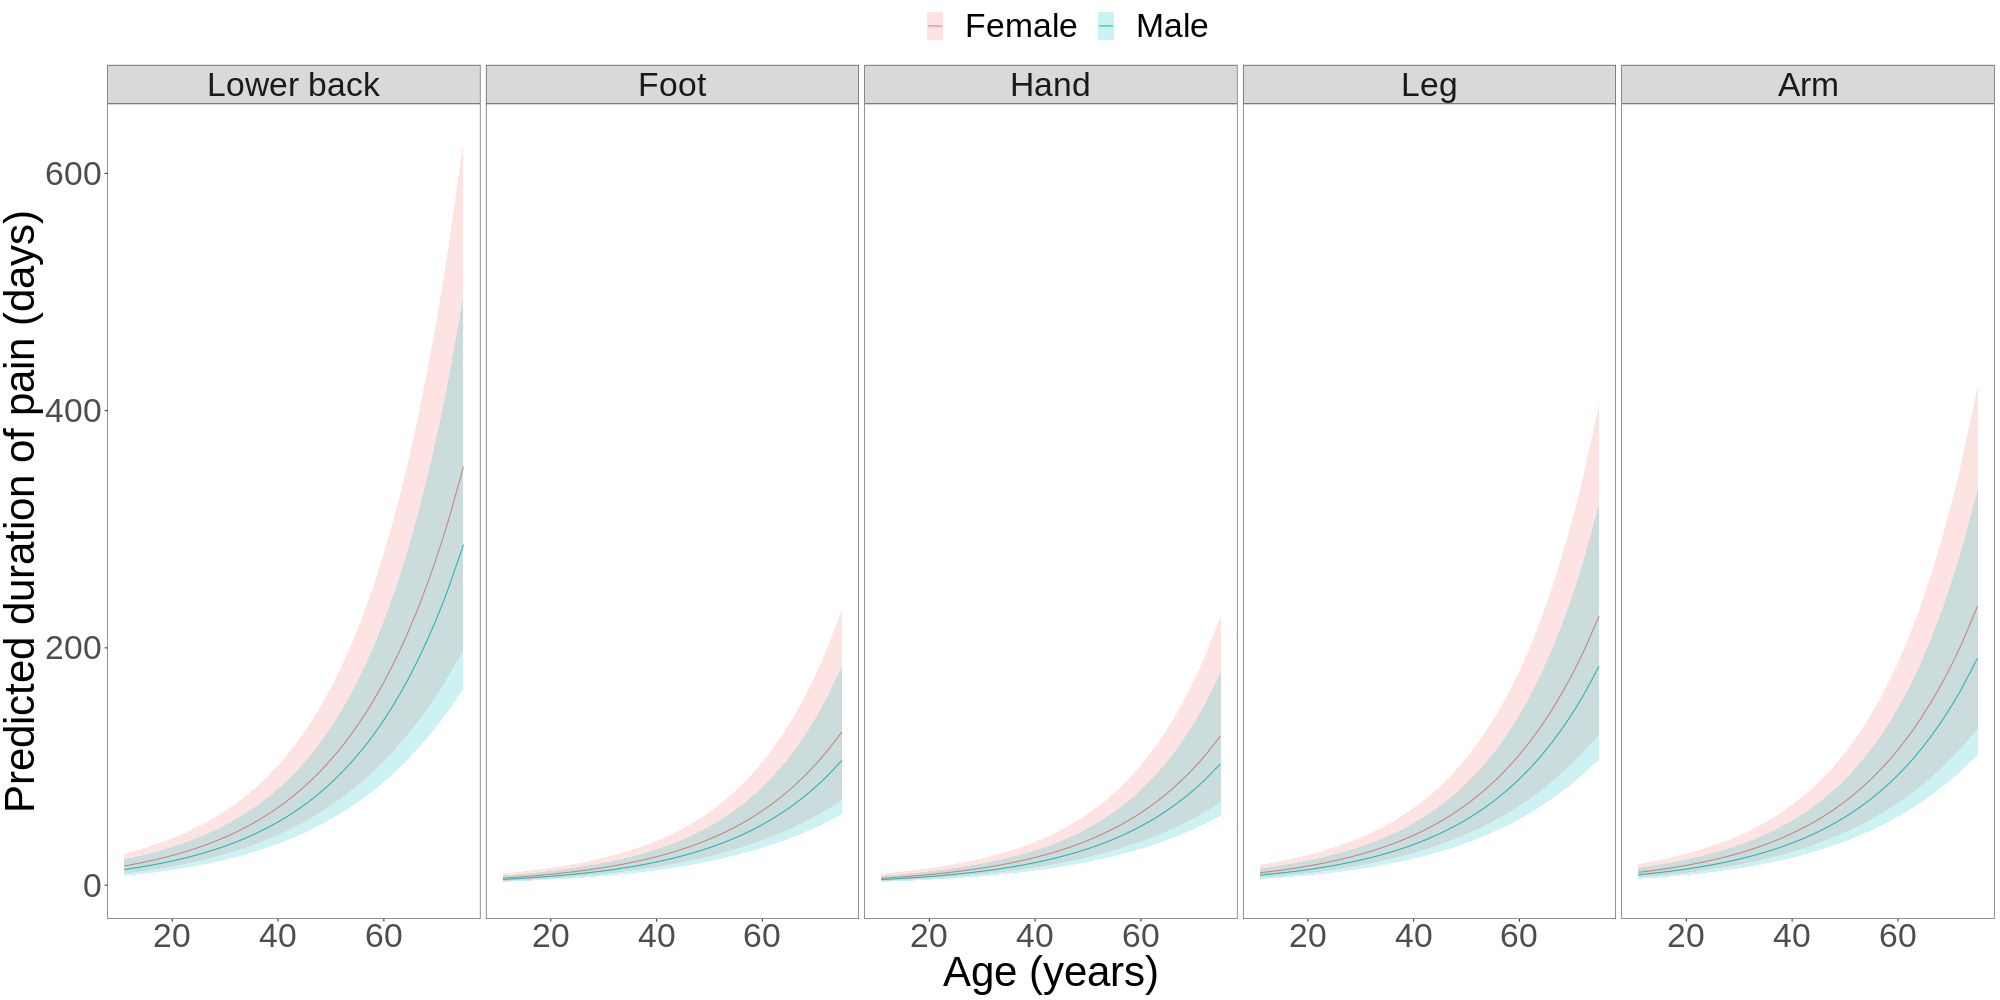 Female Male
Lower back Foot Hand Leg Arm
Predicted duration of pain (days)
600
400
200
0
20 40 60 20 40 60 20 40 60 20 40 60 20 40 60
Age (years)